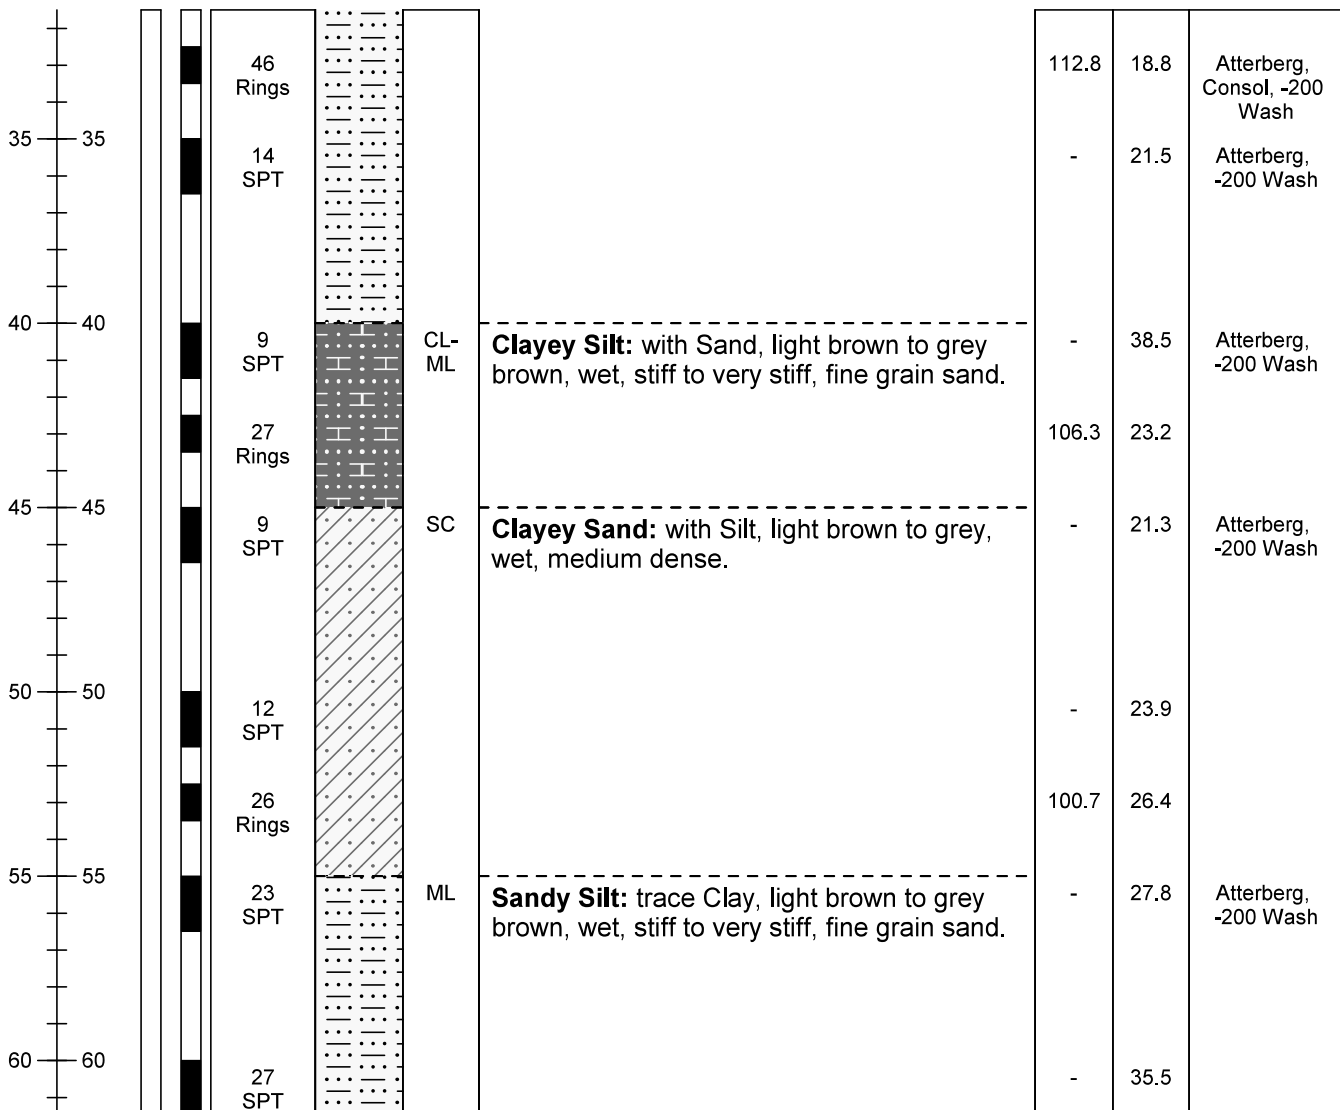 46
Rings
112.8 18.8 Atterberg,
Consol, -200
Wash
35 35
14
SPT
- 21.5 Atterberg,
-200 Wash
40 40
9
SPT
CL-
ML
Clayey Silt: with Sand, light brown to grey
brown, wet, stiff to very stiff, fine grain sand.
- 38.5 Atterberg,
-200 Wash
27
Rings
106.3 23.2
45 45
9
SPT
SC
Clayey Sand: with Silt, light brown to grey,
wet, medium dense.
- 21.3 Atterberg,
-200 Wash
50 50
12
SPT
- 23.9
26
Rings
100.7 26.4
55 55
23
SPT
ML
Sandy Silt: trace Clay, light brown to grey
brown, wet, stiff to very stiff, fine grain sand.
- 27.8 Atterberg,
-200 Wash
60 60
27
SPT
- 35.5